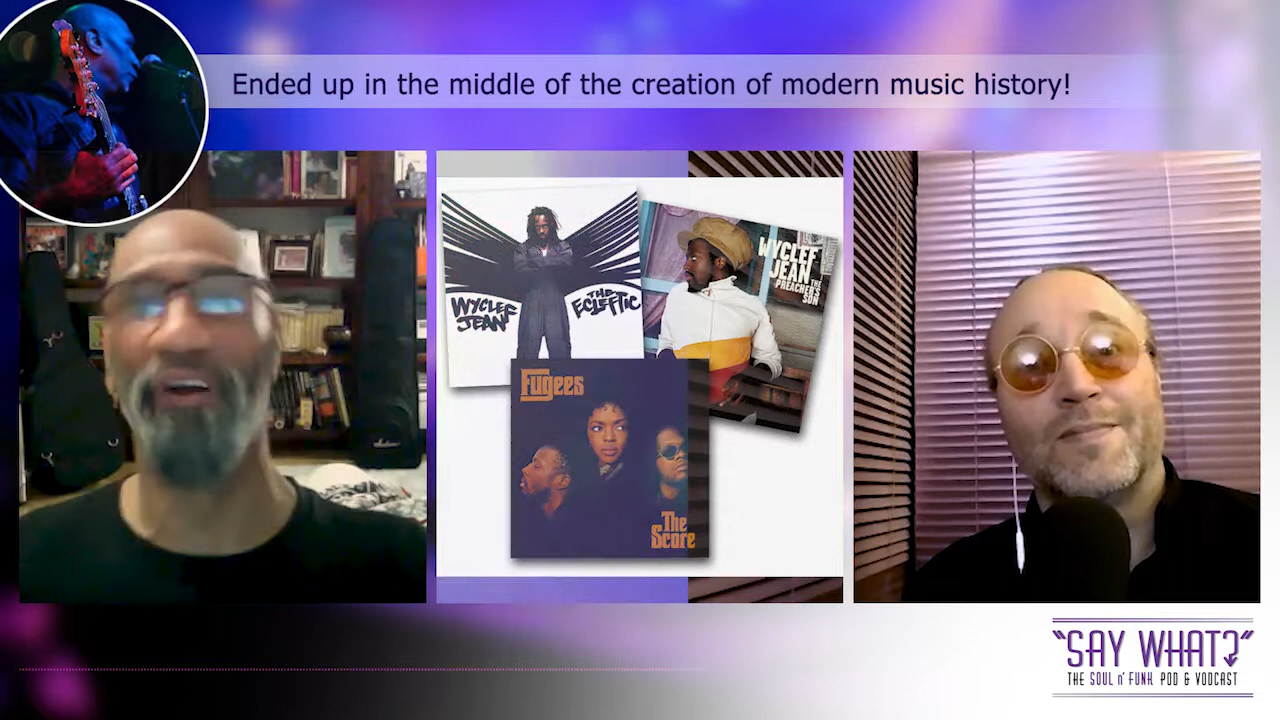 Ended up in the middle of the creation of modern music history!
WYCLEF
JEAN
THE
ECLEFTIC
WYCLEF
JEAN
THE
PREACHER'S
SON
Fugees
The
Score
"SAY WHAT?"
THE SOUL n' FUNK POD & VODCAST